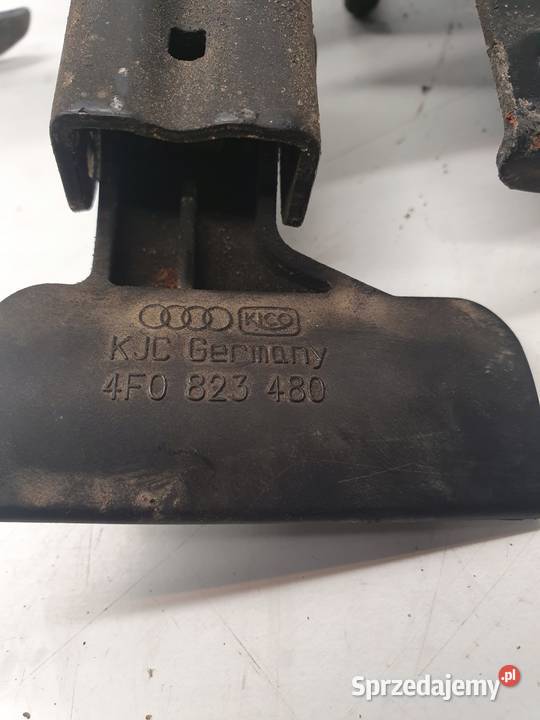 KICO
KJC Germany
4F0 823 480
Sprzedajemy.pl